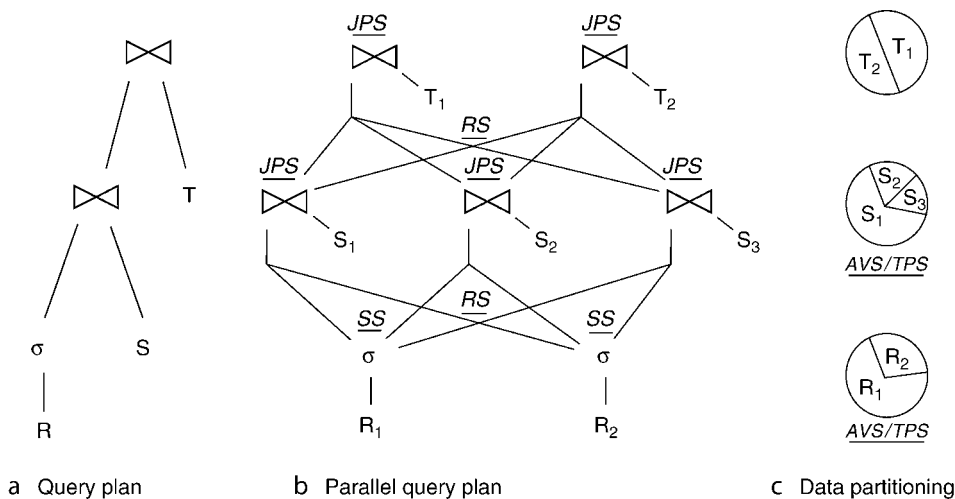 JPS JPS
T₁ T₂
RS
T
JPS JPS JPS
S₁ S₂ S₃
RS
SS SS
σ S σ σ
R R₁ R₂
T₂ T₁
S₂
S₁ S₃
AVS/TPS
R₂
R₁
AVS/TPS
a Query plan b Parallel query plan c Data partitioning